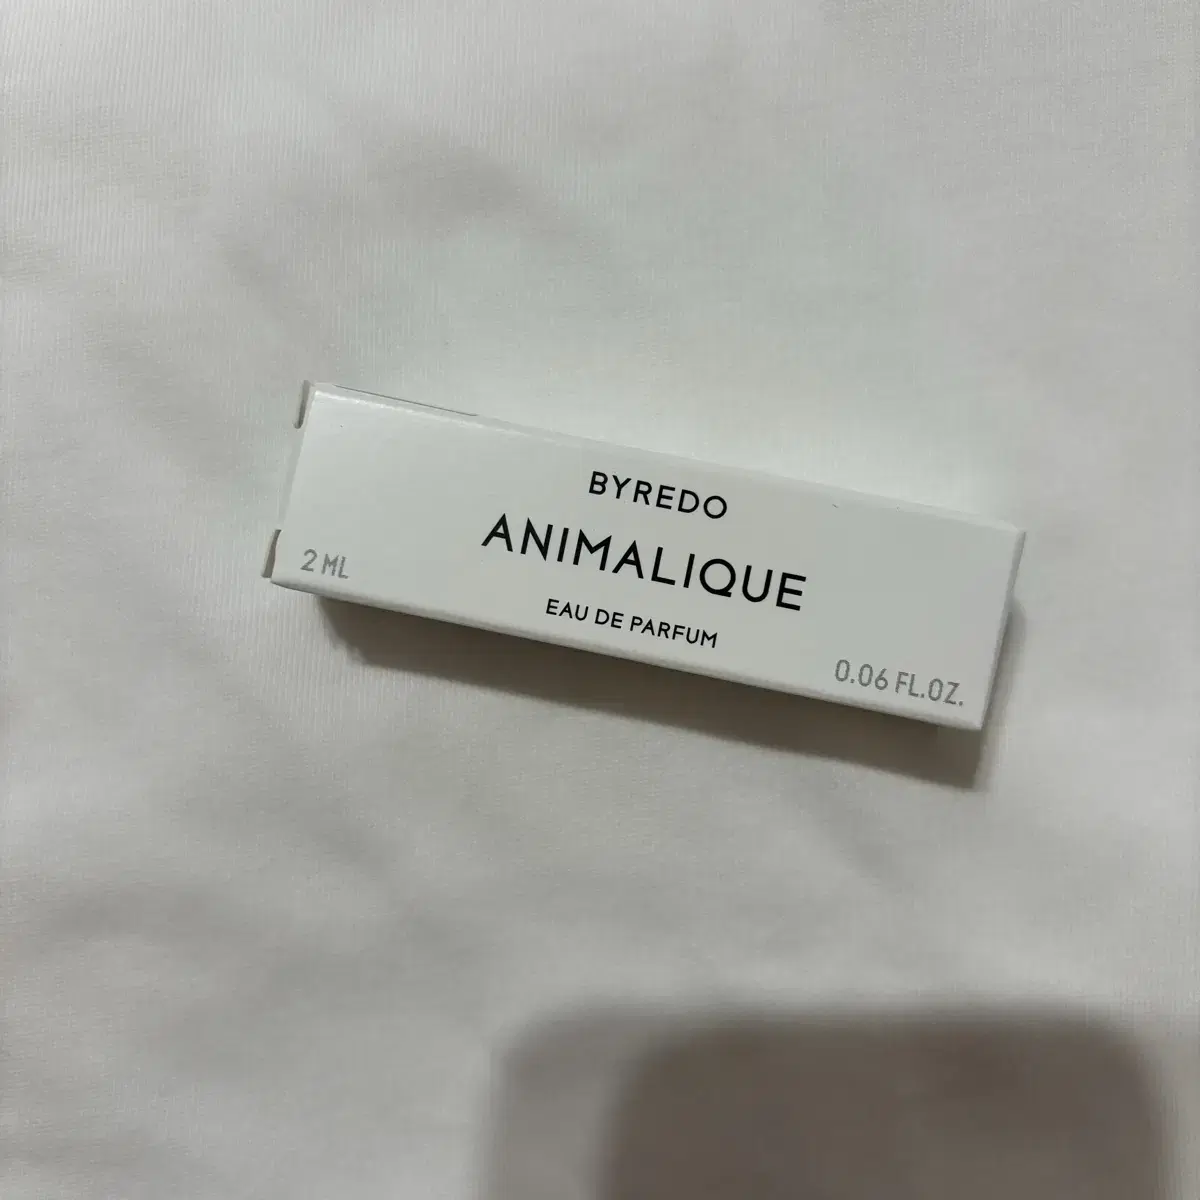 BYREDO
ANIMALIQUE
EAU DE PARFUM
2 ML
0.06 FL.OZ.